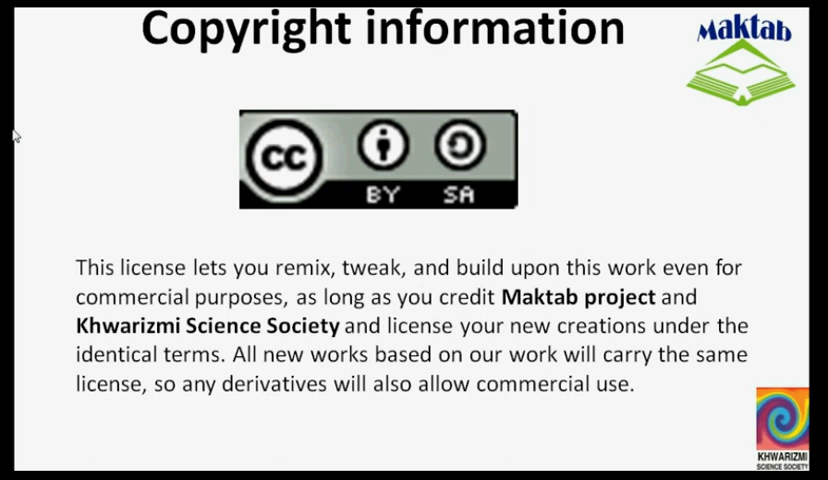 Copyright information
Maktab
cc
BY SA
This license lets you remix, tweak, and build upon this work even for
commercial purposes, as long as you credit Maktab project and
Khwarizmi Science Society and license your new creations under the
identical terms. All new works based on our work will carry the same
license, so any derivatives will also allow commercial use.
KHWARIZMI
SCIENCE SOCIETY